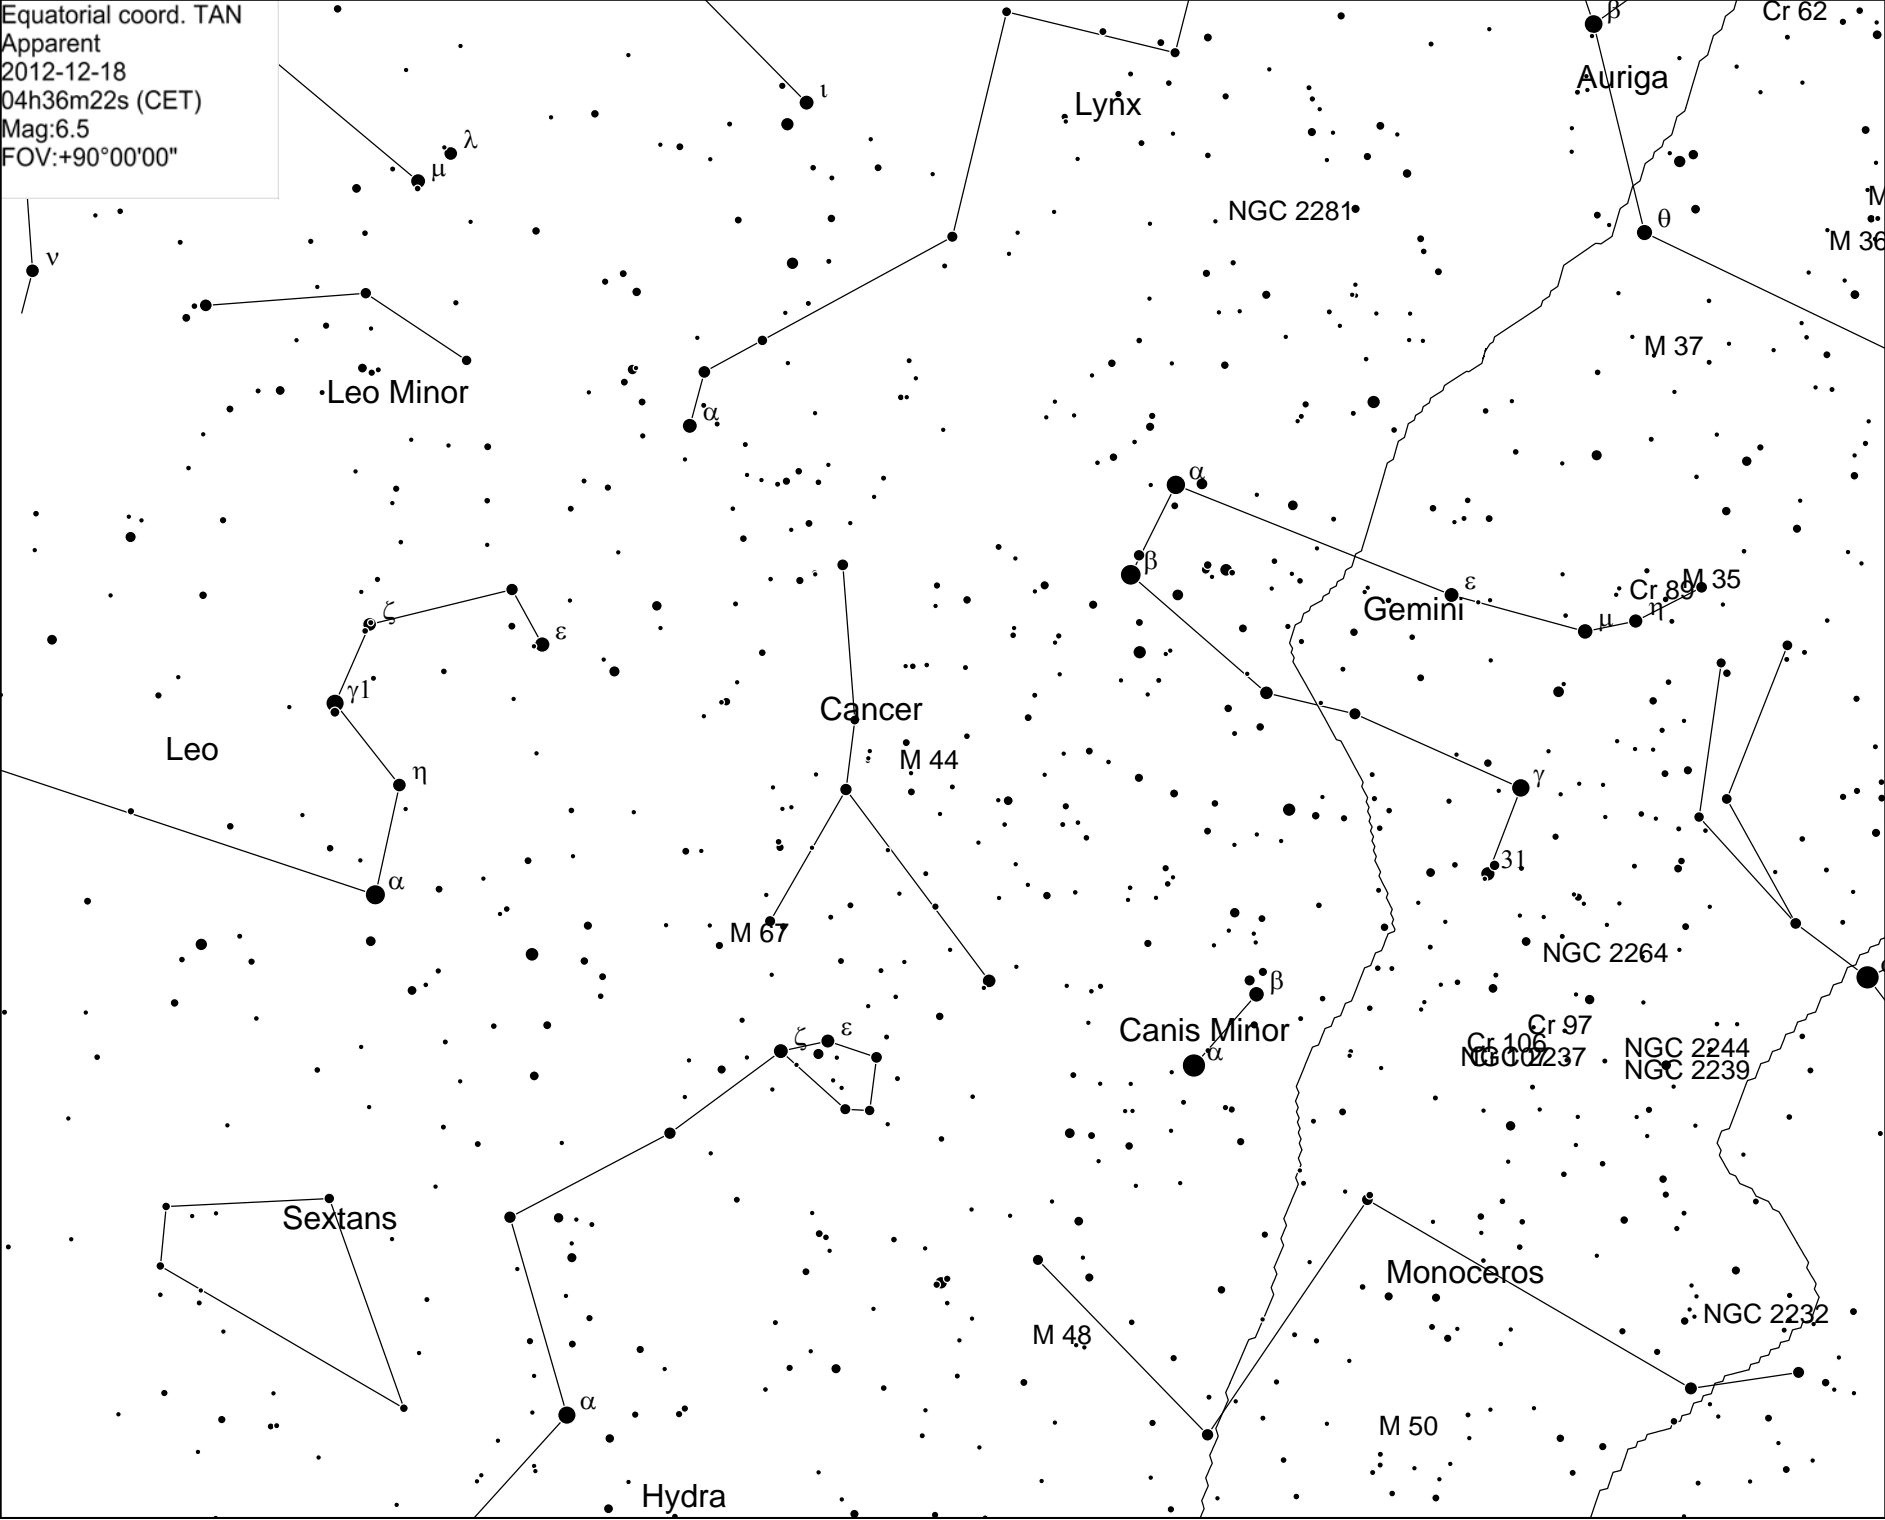 Equatorial coord. TAN
Apparent
2012-12-18
04h36m22s (CET)
Mag:6.5
FOV:+90°00'00"
β
Cr 62
Auriga
ι
Lynx
λ
μ
M
NGC 2281
θ
M 36
ν
M 37
Leo Minor
α
α
β
ε
M 35
Cr 89
Gemini
η
μ
ζ
ε
γ1
Cancer
Leo
M 44
η
γ
31
α
M 67
NGC 2264
β
ε
ζ
Canis Minor
α
Cr 97
Cr 106
NGC 2237
NGC 2244
NGC 2239
Sextans
Monoceros
NGC 2232
M 48
α
M 50
Hydra